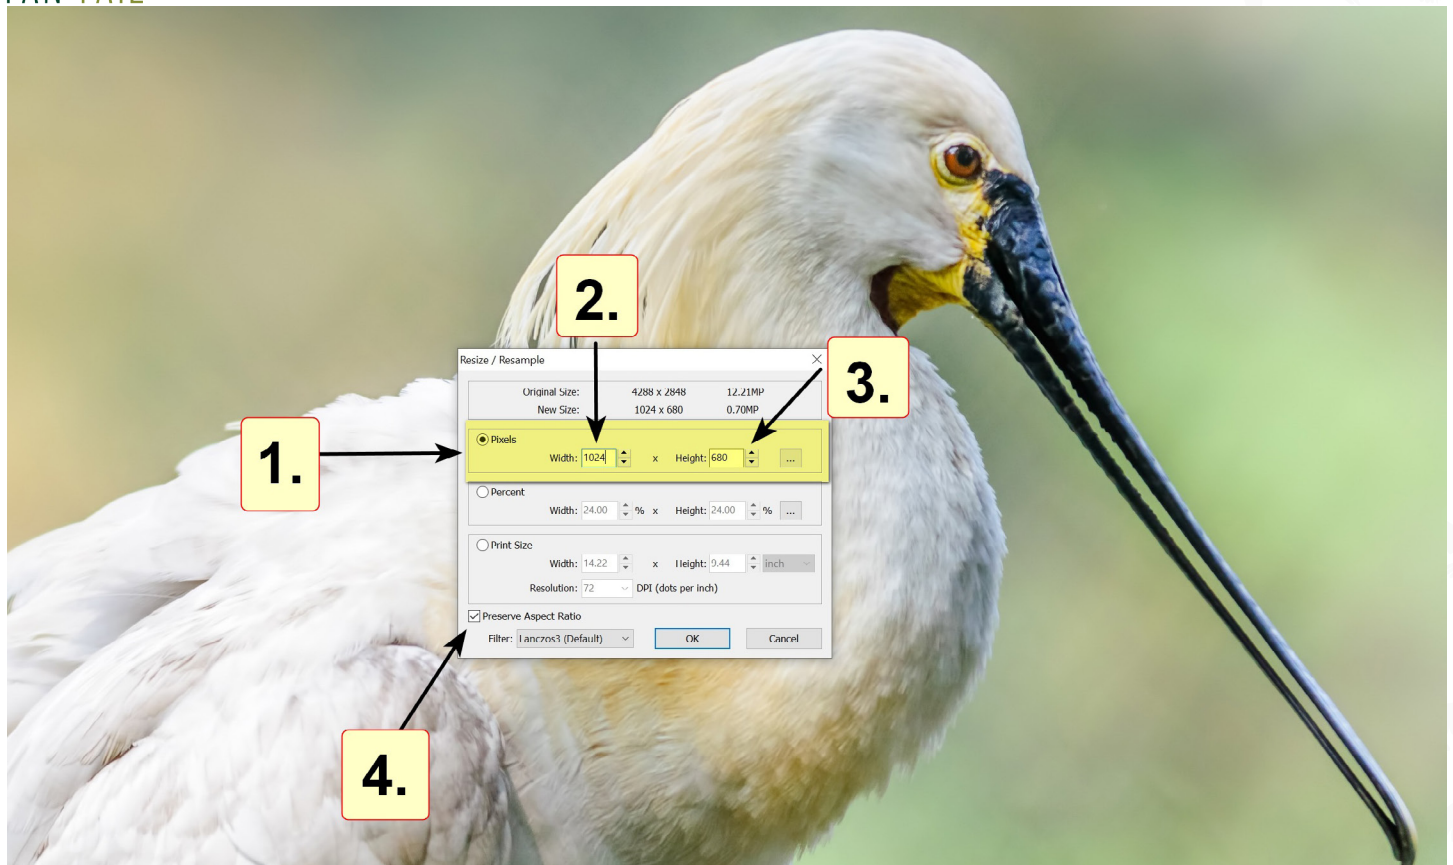 2.
Resize / Resample
3.
Original Size: 4288 x 2848 12.21MP
New Size: 1024 x 680 0.70MP
1.
Pixels
Width: 1024 x Height: 680 ...
Percent
Width: 24.00 % x Height: 24.00 % ...
Print Size
Width: 14.22 x Height: 9.44 inch
Resolution: 72 DPI (dots per inch)
Preserve Aspect Ratio
Filter: Lanczos3 (Default) OK Cancel
4.